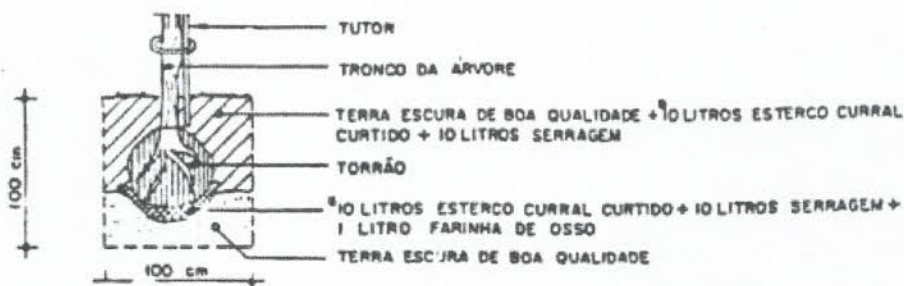 TUTOR
TRONCO DA ÁRVORE
TERRA ESCURA DE BOA QUALIDADE + 10 LITROS ESTERCO CURRAL
CURTIDO + 10 LITROS SERRAGEM
TORRÃO
10 LITROS ESTERCO CURRAL CURTIDO + 10 LITROS SERRAGEM +
1 LITRO FARINHA DE OSSO
TERRA ESCURA DE BOA QUALIDADE
100 cm
100 cm